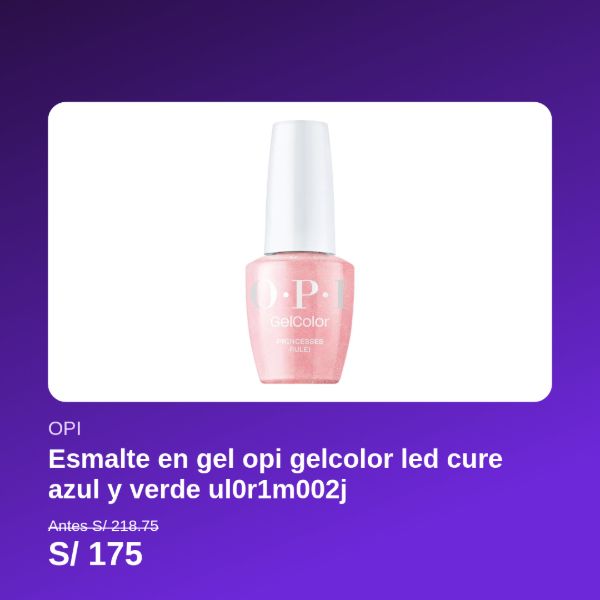 O·P·I
GelColor
PRINCESSES
RULE!
OPI
Esmalte en gel opi gelcolor led cure
azul y verde ul0r1m002j
Antes S/ 218.75
S/ 175